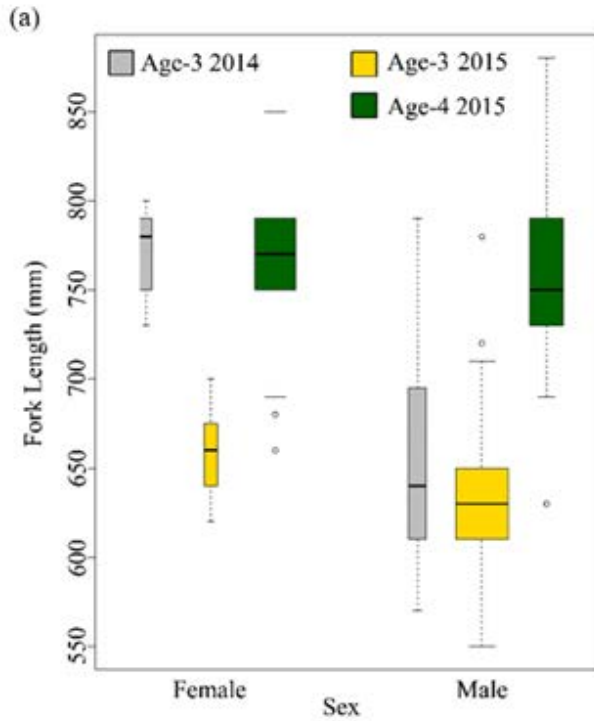 (a)
Age-3 2014
Age-3 2015
Age-4 2015
850
800
750
700
650
600
550
Fork Length (mm)
Female
Male
Sex